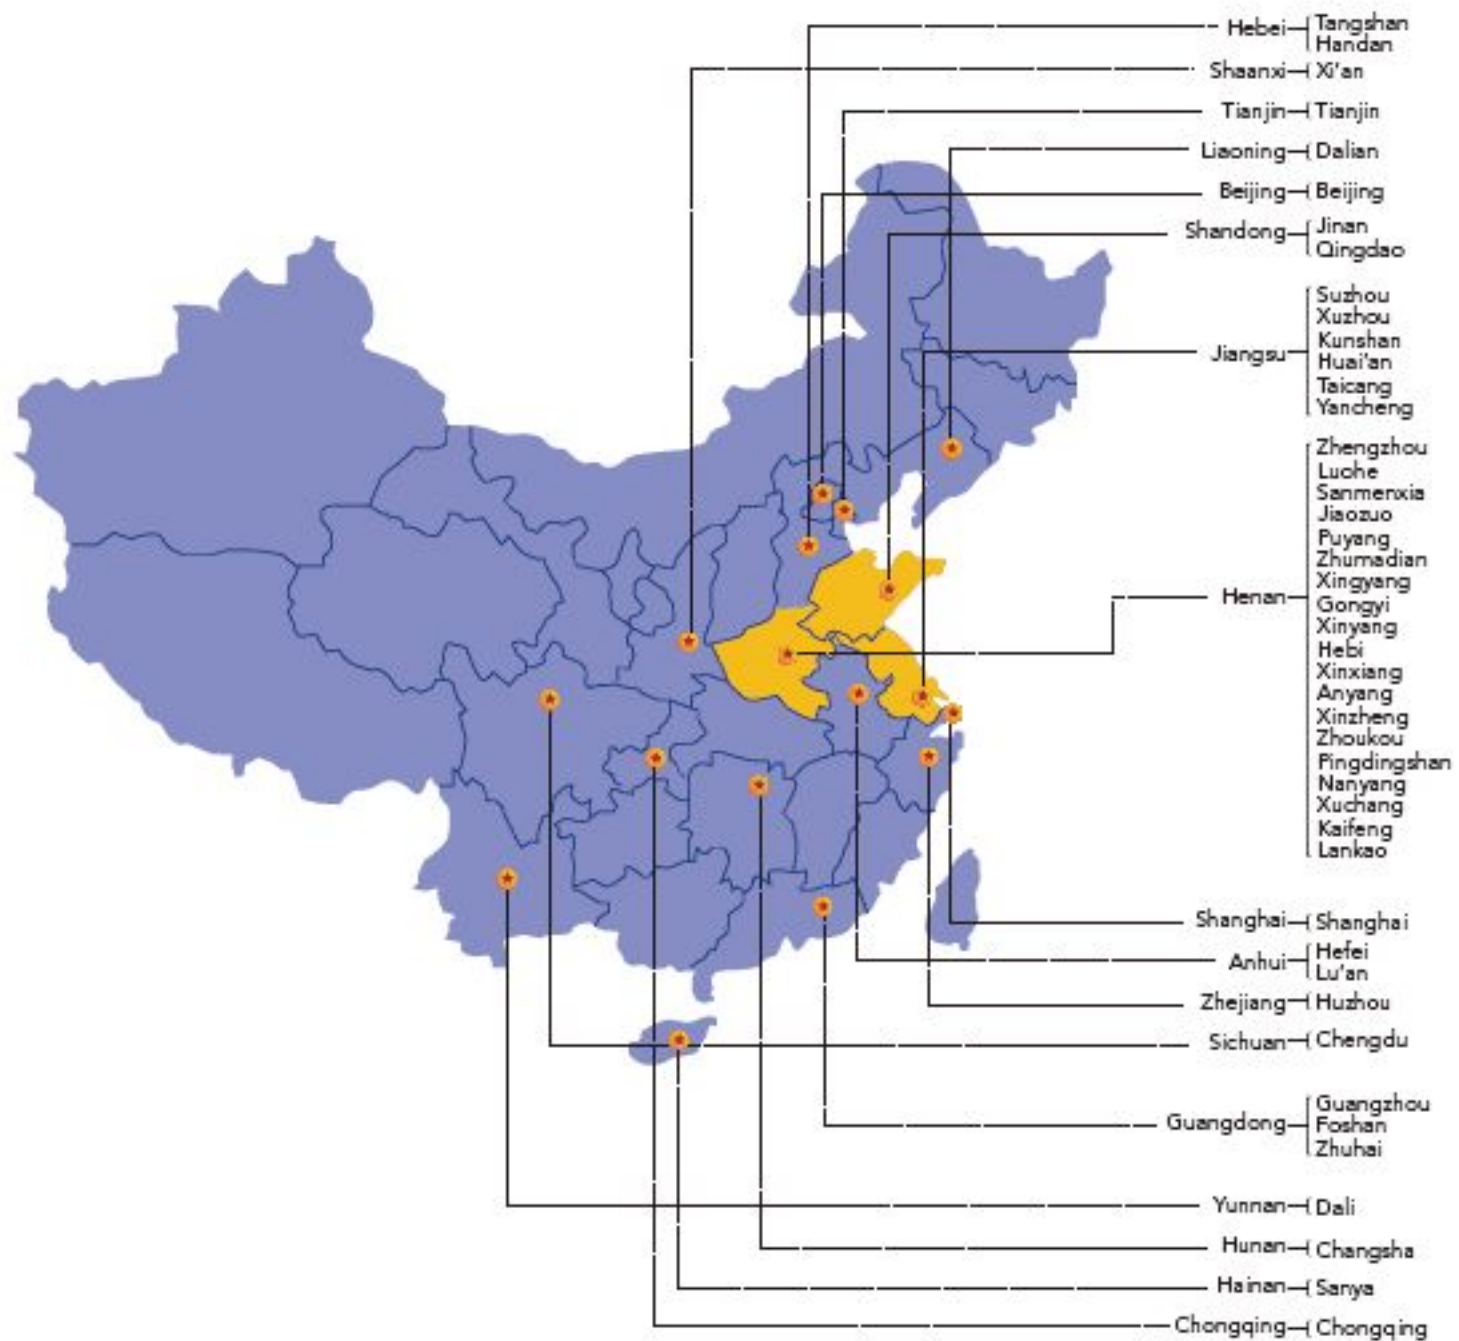 Hebei
Tangshan
Handan
Shaanxi
Xi'an
Tianjin
Tianjin
Liaoning
Dalian
Beijing
Beijing
Shandong
Jinan
Qingdao
Jiangsu
Suzhou
Xuzhou
Kunshan
Huai'an
Taicang
Yancheng
Henan
Zhengzhou
Luohe
Sanmenxia
Jiaozuo
Puyang
Zhumadian
Xingyang
Gongyi
Xinyang
Hebi
Xinxiang
Anyang
Xinzheng
Zhoukou
Pingdingshan
Nanyang
Xuchang
Kaifeng
Lankao
Shanghai
Shanghai
Anhui
Hefei
Lu'an
Zhejiang
Huzhou
Sichuan
Chengdu
Guangdong
Guangzhou
Foshan
Zhuhai
Yunnan
Dali
Hunan
Changsha
Hainan
Sanya
Chongqing
Chongqing